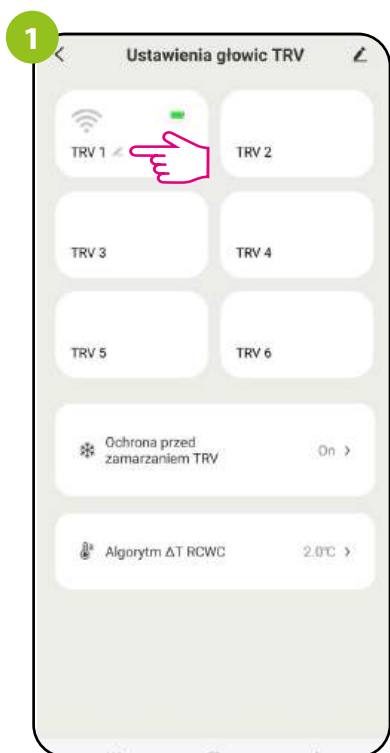 1
Ustawienia głowic TRV
TRV 1
TRV 2
TRV 3
TRV 4
TRV 5
TRV 6
Ochrona przed
zamarzaniem TRV
On >
Algorytm ΔT RCWC
2.0°C >